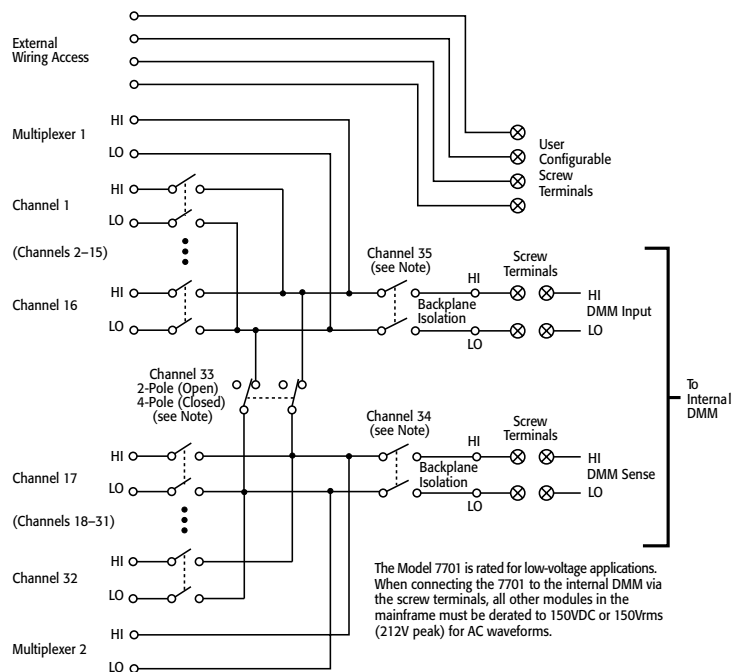 External
Wiring Access
Multiplexer 1
HI
LO
User
Configurable
Screw
Terminals
Channel 1
HI
LO
(Channels 2–15)
Channel 16
HI
LO
Channel 35
(see Note)
Backplane
Isolation
HI
LO
Screw
Terminals
HI
DMM Input
LO
Channel 33
2-Pole (Open)
4-Pole (Closed)
(see Note)
To
Internal
DMM
Channel 17
HI
LO
Channel 34
(see Note)
Backplane
Isolation
HI
LO
Screw
Terminals
HI
DMM Sense
LO
(Channels 18–31)
Channel 32
HI
LO
Multiplexer 2
HI
LO
The Model 7701 is rated for low-voltage applications.
When connecting the 7701 to the internal DMM via
the screw terminals, all other modules in the
mainframe must be derated to 150VDC or 150Vrms
(212V peak) for AC waveforms.